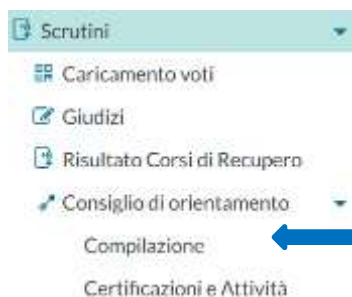 Scrutini
Caricamento voti
Giudizi
Risultato Corsi di Recupero
Consiglio di orientamento
Compilazione
Certificazioni e Attività